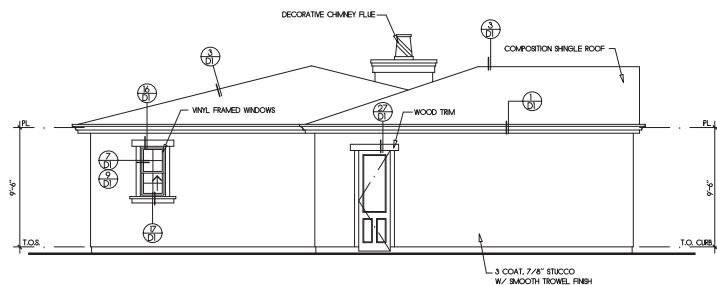 DECORATIVE CHIMNEY FLUE
3
D1
COMPOSITION SHINGLE ROOF
3
D1
16
D1
VINYL FRAMED WINDOWS
27
D1
WOOD TRIM
1
D1
PL.
PL.
7
D1
9
D1
9'-6"
9'-6"
17
D1
T.O.S.
T.O. CURB
3 COAT, 7/8" STUCCO
W/ SMOOTH TROWEL FINISH